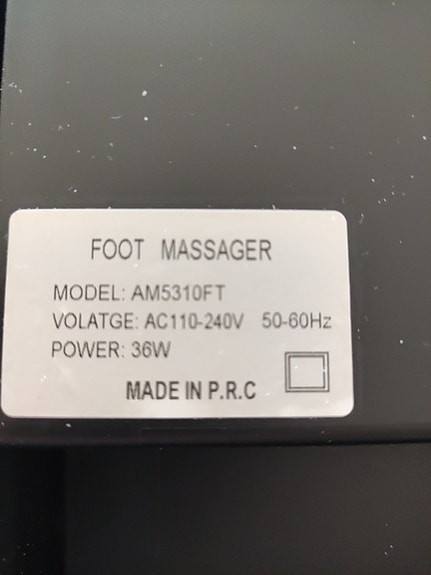 FOOT MASSAGER
MODEL: AM5310FT
VOLATGE: AC110-240V 50-60Hz
POWER: 36W
MADE IN P.R.C